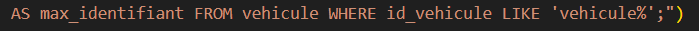 AS max_identifiant FROM vehicule WHERE id_vehicule LIKE 'vehicule%';")